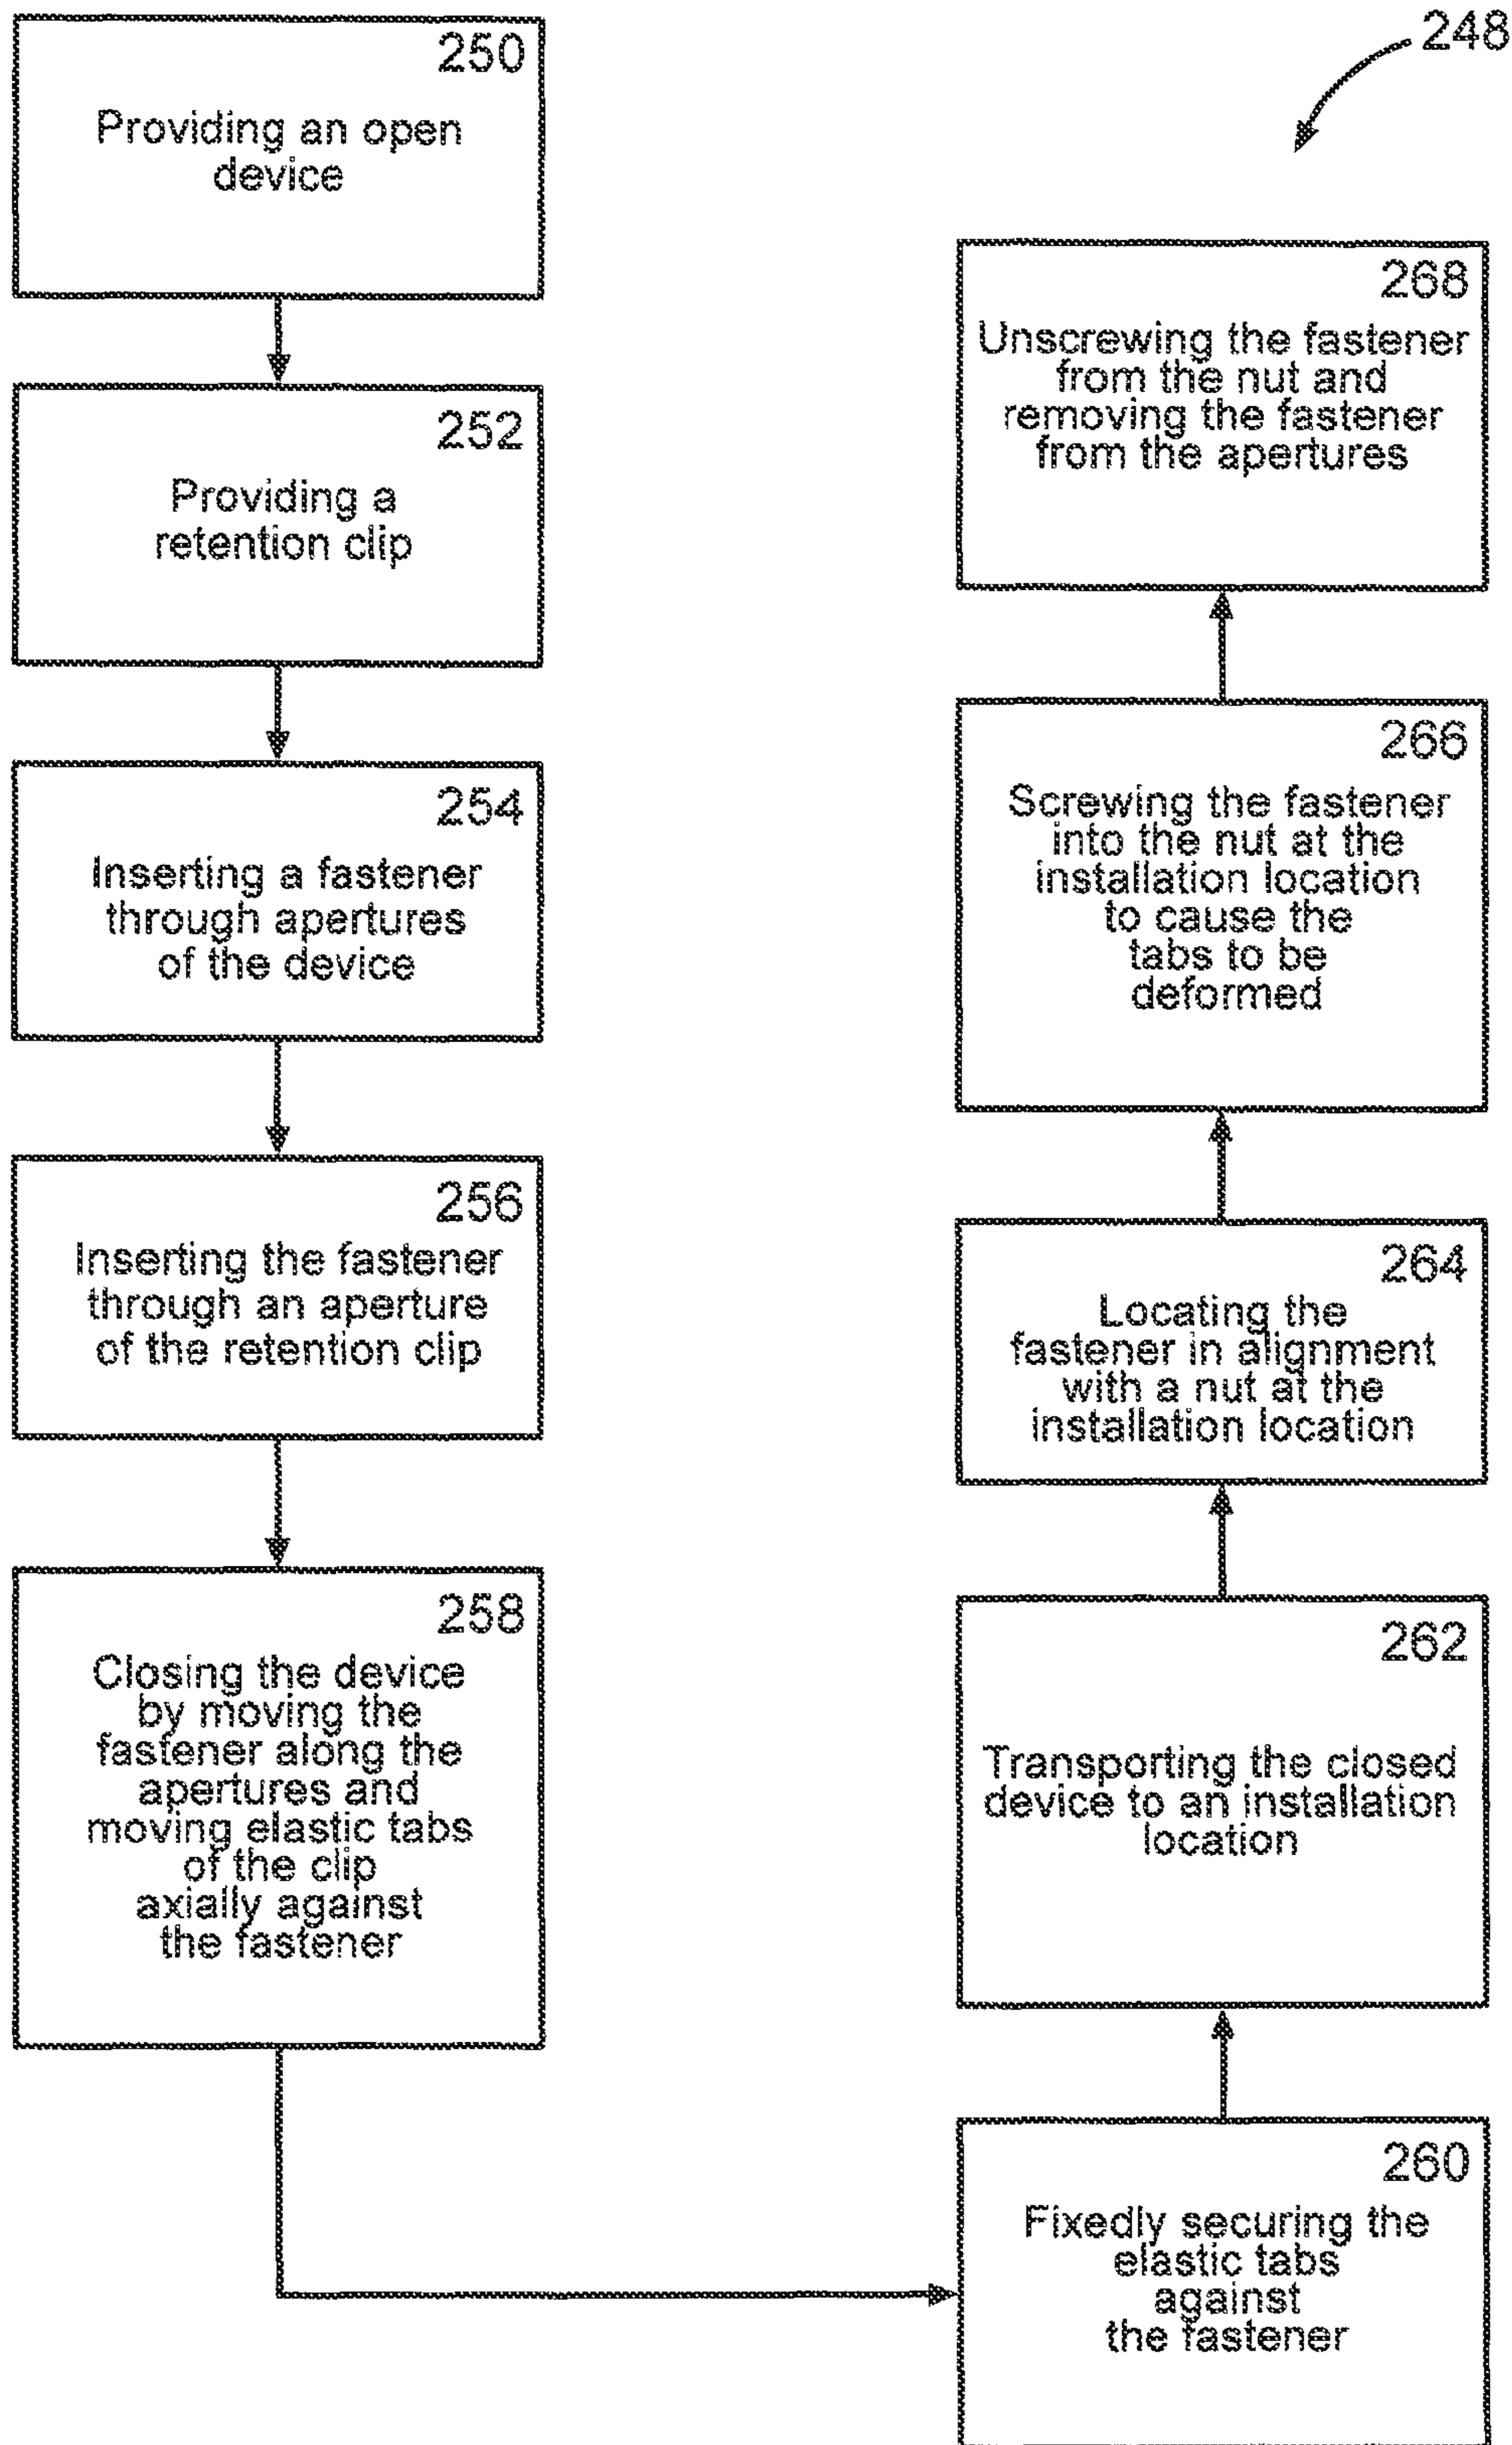 248
250
Providing an open
device
252
Providing a
retention clip
254
Inserting a fastener
through apertures
of the device
256
Inserting the fastener
through an aperture
of the retention clip
258
Closing the device
by moving the
fastener along the
apertures and
moving elastic tabs
of the clip
axially against
the fastener
260
Fixedly securing the
elastic tabs
against
the fastener
262
Transporting the closed
device to an installation
location
264
Locating the
fastener in alignment
with a nut at the
installation location
266
Screwing the fastener
into the nut at the
installation location
to cause the
tabs to be
deformed
268
Unscrewing the fastener
from the nut and
removing the fastener
from the apertures